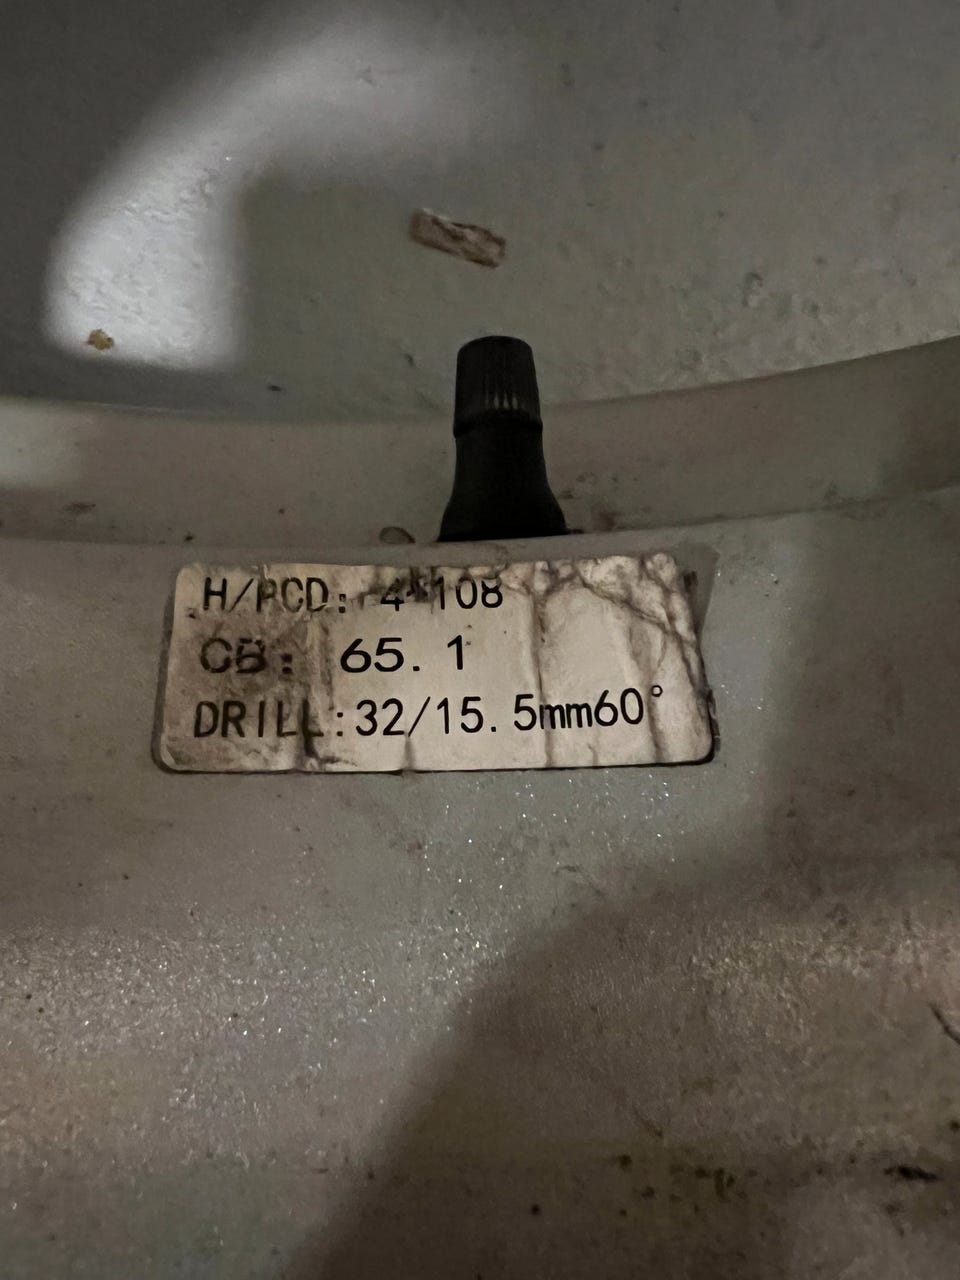 H/PCD: 4*108
CB: 65.1
DRILL:32/15.5mm60°